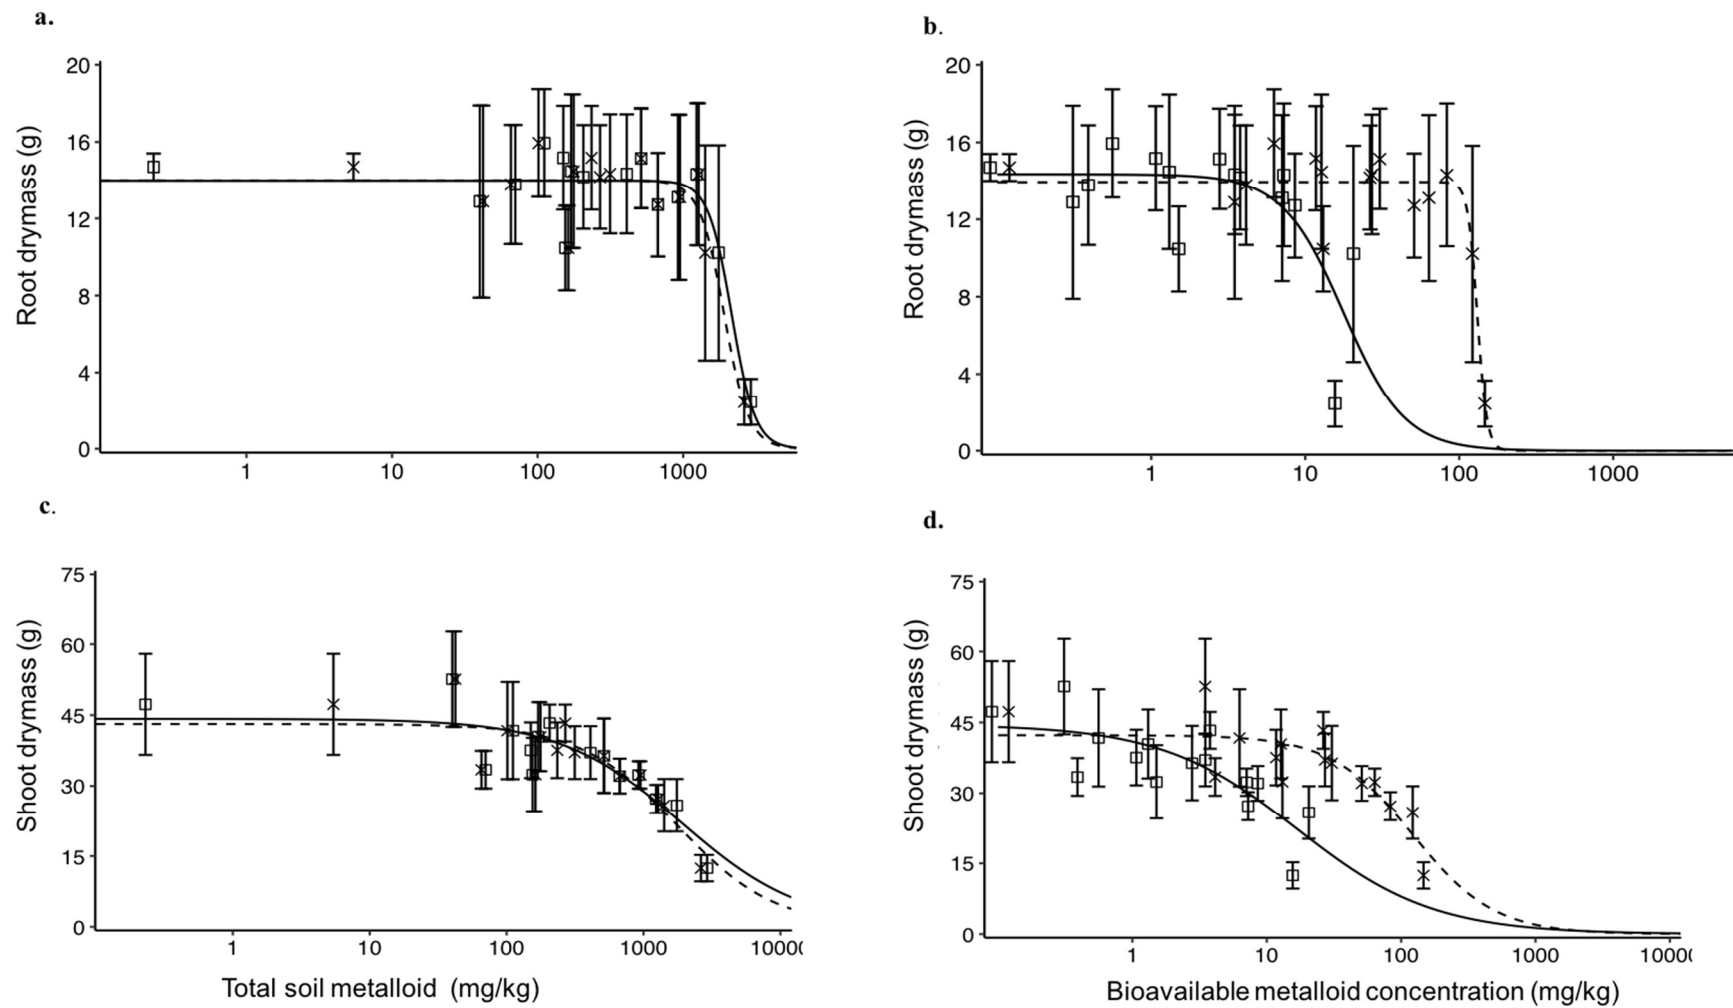 a.
20
16
12
8
4
0
Root drymass (g)
1 10 100 1000
b.
20
16
12
8
4
0
Root drymass (g)
1 10 100 1000
c.
75
60
45
30
15
0
Shoot drymass (g)
1 10 100 1000 10000
Total soil metalloid (mg/kg)
d.
75
60
45
30
15
0
Shoot drymass (g)
1 10 100 1000 10000
Bioavailable metalloid concentration (mg/kg)